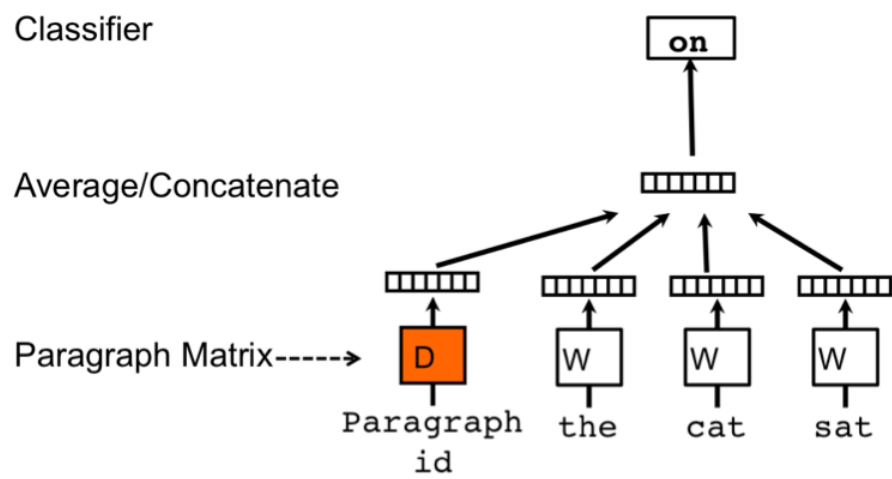 Classifier
on
Average/Concatenate
Paragraph Matrix----->
D
W
W
W
Paragraph
id
the
cat
sat